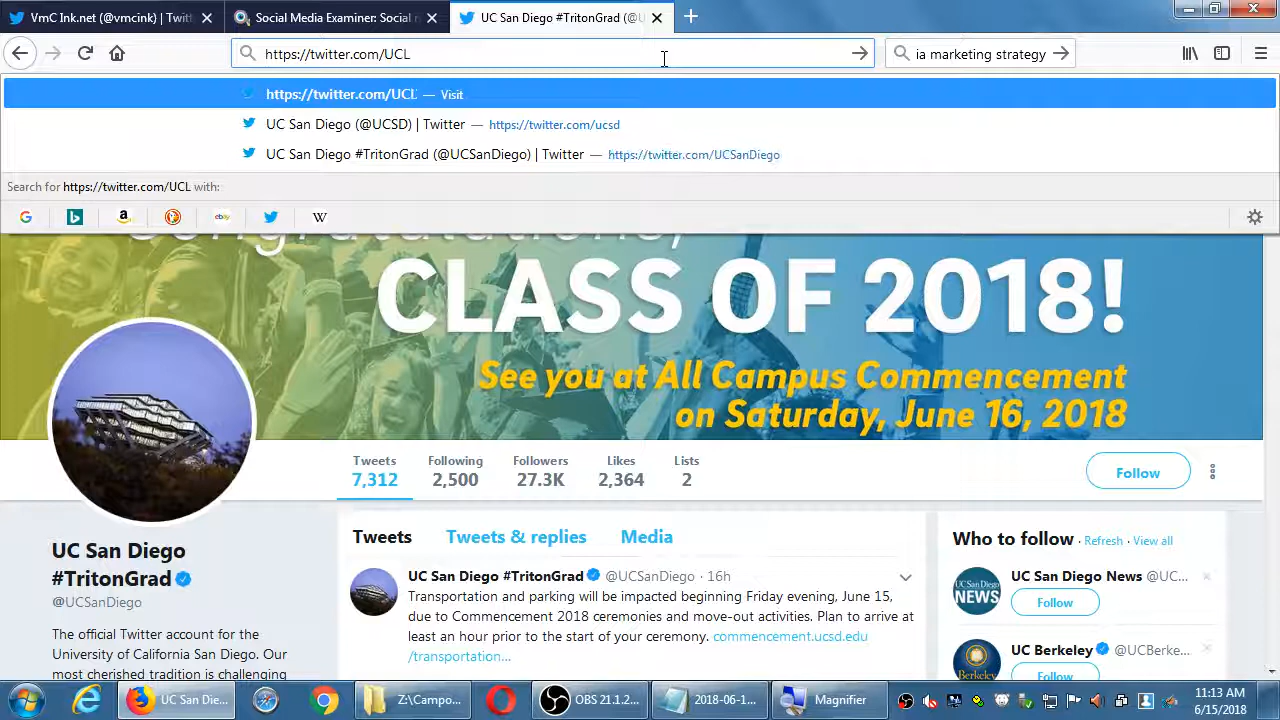 VmC Ink.net (@vmcink) | Twitt
Social Media Examiner: Social
UC San Diego #TritonGrad (@U
https://twitter.com/UCL
ia marketing strategy
https://twitter.com/UCL — Visit
UC San Diego (@UCSD) | Twitter — https://twitter.com/ucsd
UC San Diego #TritonGrad (@UCSanDiego) | Twitter — https://twitter.com/UCSanDiego
Search for https://twitter.com/UCL with:
Congratulations,
CLASS OF 2018!
See you at All Campus Commencement
on Saturday, June 16, 2018
Tweets Following Followers Likes Lists
7,312 2,500 27.3K 2,364 2
Follow
UC San Diego
#TritonGrad
@UCSanDiego
The official Twitter account for the
University of California San Diego. Our
most cherished tradition is challenging
Tweets Tweets & replies Media
UC San Diego #TritonGrad @UCSanDiego · 16h
Transportation and parking will be impacted beginning Friday evening, June 15,
due to Commencement 2018 ceremonies and move-out activities. Plan to arrive at
least an hour prior to the start of your ceremony. commencement.ucsd.edu
/transportation...
Who to follow · Refresh · View all
UC San Diego NEWS
UC San Diego News @UC...
Follow
Berkeley
UC Berkeley @UCBerke...
Follow
UC San Die...
Z:\Campo...
OBS 21.1.2...
2018-06-1...
Magnifier
11:13 AM
6/15/2018